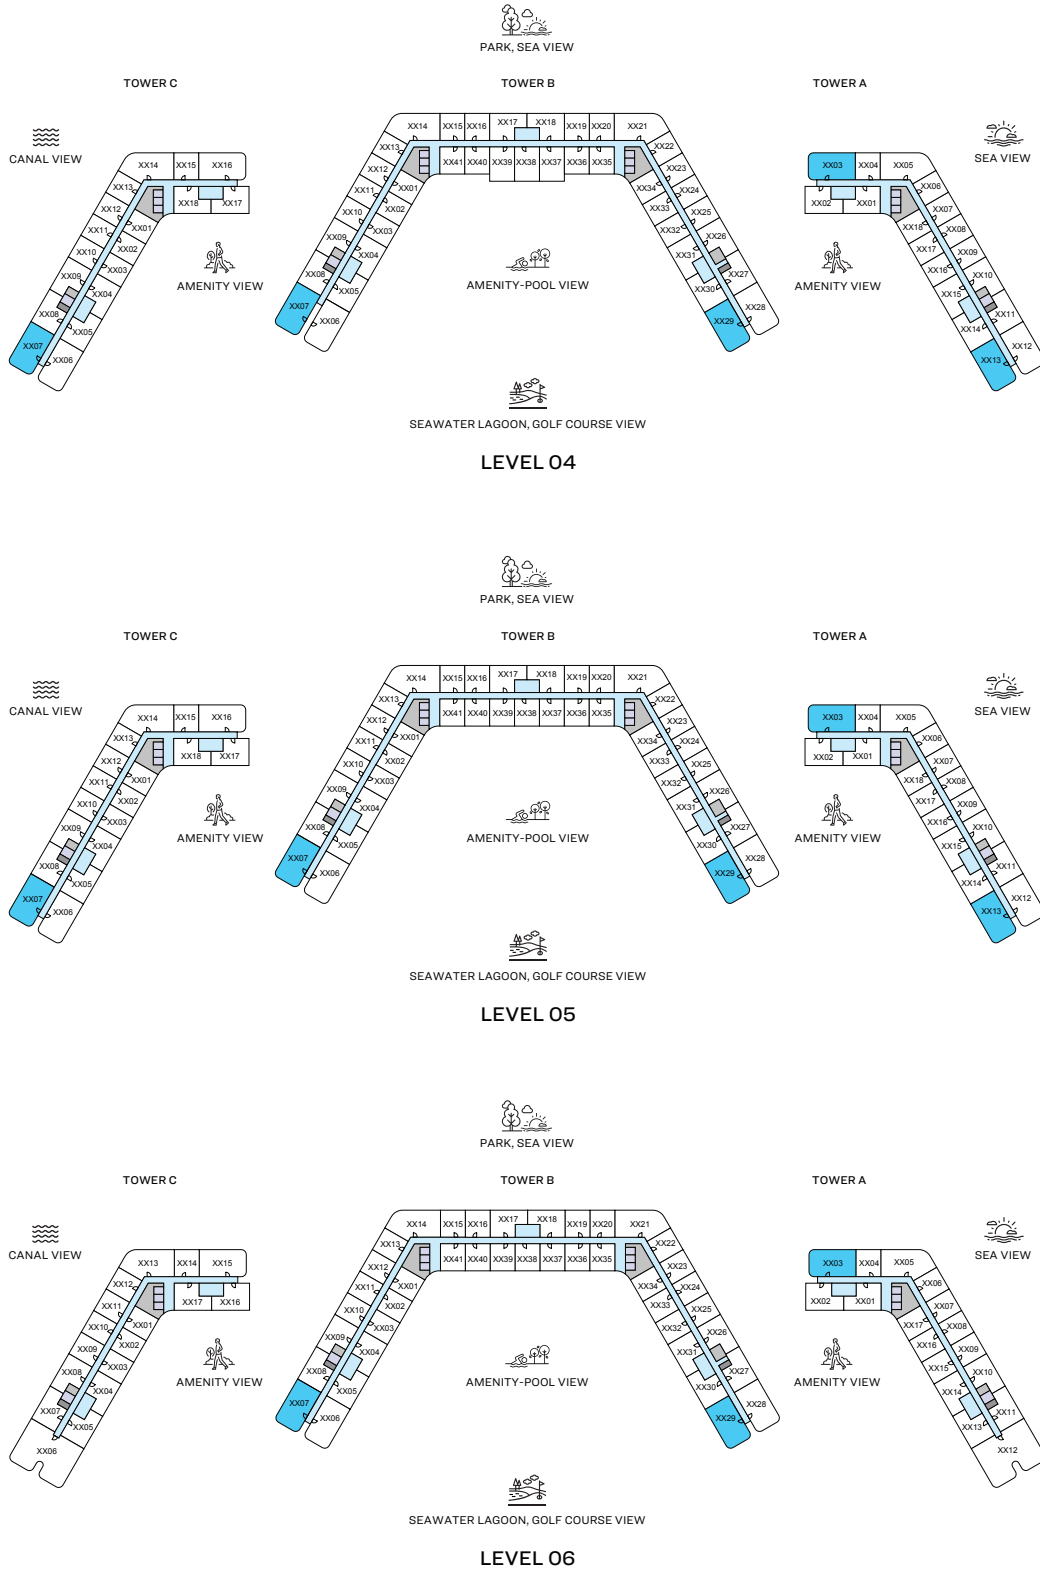 PARK, SEA VIEW
TOWER C
TOWER B
TOWER A
CANAL VIEW
SEA VIEW
XX14 XX15 XX16
XX13
XX12
XX11
XX10
XX09
XX08
XX07
XX06
XX05
XX04
XX03
XX02
XX01
XX18 XX17
AMENITY VIEW
XX14 XX15 XX16 XX17 XX18 XX19 XX20 XX21
XX13
XX12
XX11
XX10
XX09
XX08
XX07
XX06
XX05
XX04
XX03
XX02
XX01
XX41 XX40 XX39 XX38 XX37 XX36 XX35
XX34
XX33
XX32
XX31
XX30
XX29
XX28
XX27
XX26
XX25
XX24
XX23
XX22
AMENITY-POOL VIEW
XX03 XX04 XX05
XX02 XX01
XX06
XX07
XX08
XX09
XX10
XX11
XX12
XX13
XX14
XX15
XX16
XX17
XX18
AMENITY VIEW
SEAWATER LAGOON, GOLF COURSE VIEW
LEVEL 04
PARK, SEA VIEW
TOWER C
TOWER B
TOWER A
CANAL VIEW
SEA VIEW
XX14 XX15 XX16
XX13
XX12
XX11
XX10
XX09
XX08
XX07
XX06
XX05
XX04
XX03
XX02
XX01
XX18 XX17
AMENITY VIEW
XX14 XX15 XX16 XX17 XX18 XX19 XX20 XX21
XX13
XX12
XX11
XX10
XX09
XX08
XX07
XX06
XX05
XX04
XX03
XX02
XX01
XX41 XX40 XX39 XX38 XX37 XX36 XX35
XX34
XX33
XX32
XX31
XX30
XX29
XX28
XX27
XX26
XX25
XX24
XX23
XX22
AMENITY-POOL VIEW
XX03 XX04 XX05
XX02 XX01
XX06
XX07
XX08
XX09
XX10
XX11
XX12
XX13
XX14
XX15
XX16
XX17
XX18
AMENITY VIEW
SEAWATER LAGOON, GOLF COURSE VIEW
LEVEL 05
PARK, SEA VIEW
TOWER C
TOWER B
TOWER A
CANAL VIEW
SEA VIEW
XX13 XX14 XX15
XX12
XX11
XX10
XX09
XX08
XX07
XX06
XX05
XX04
XX03
XX02
XX01
XX17 XX16
AMENITY VIEW
XX14 XX15 XX16 XX17 XX18 XX19 XX20 XX21
XX13
XX12
XX11
XX10
XX09
XX08
XX07
XX06
XX05
XX04
XX03
XX02
XX01
XX41 XX40 XX39 XX38 XX37 XX36 XX35
XX34
XX33
XX32
XX31
XX30
XX29
XX28
XX27
XX26
XX25
XX24
XX23
XX22
AMENITY-POOL VIEW
XX03 XX04 XX05
XX02 XX01
XX06
XX07
XX08
XX09
XX10
XX11
XX12
XX13
XX14
XX15
XX16
XX17
AMENITY VIEW
SEAWATER LAGOON, GOLF COURSE VIEW
LEVEL 06